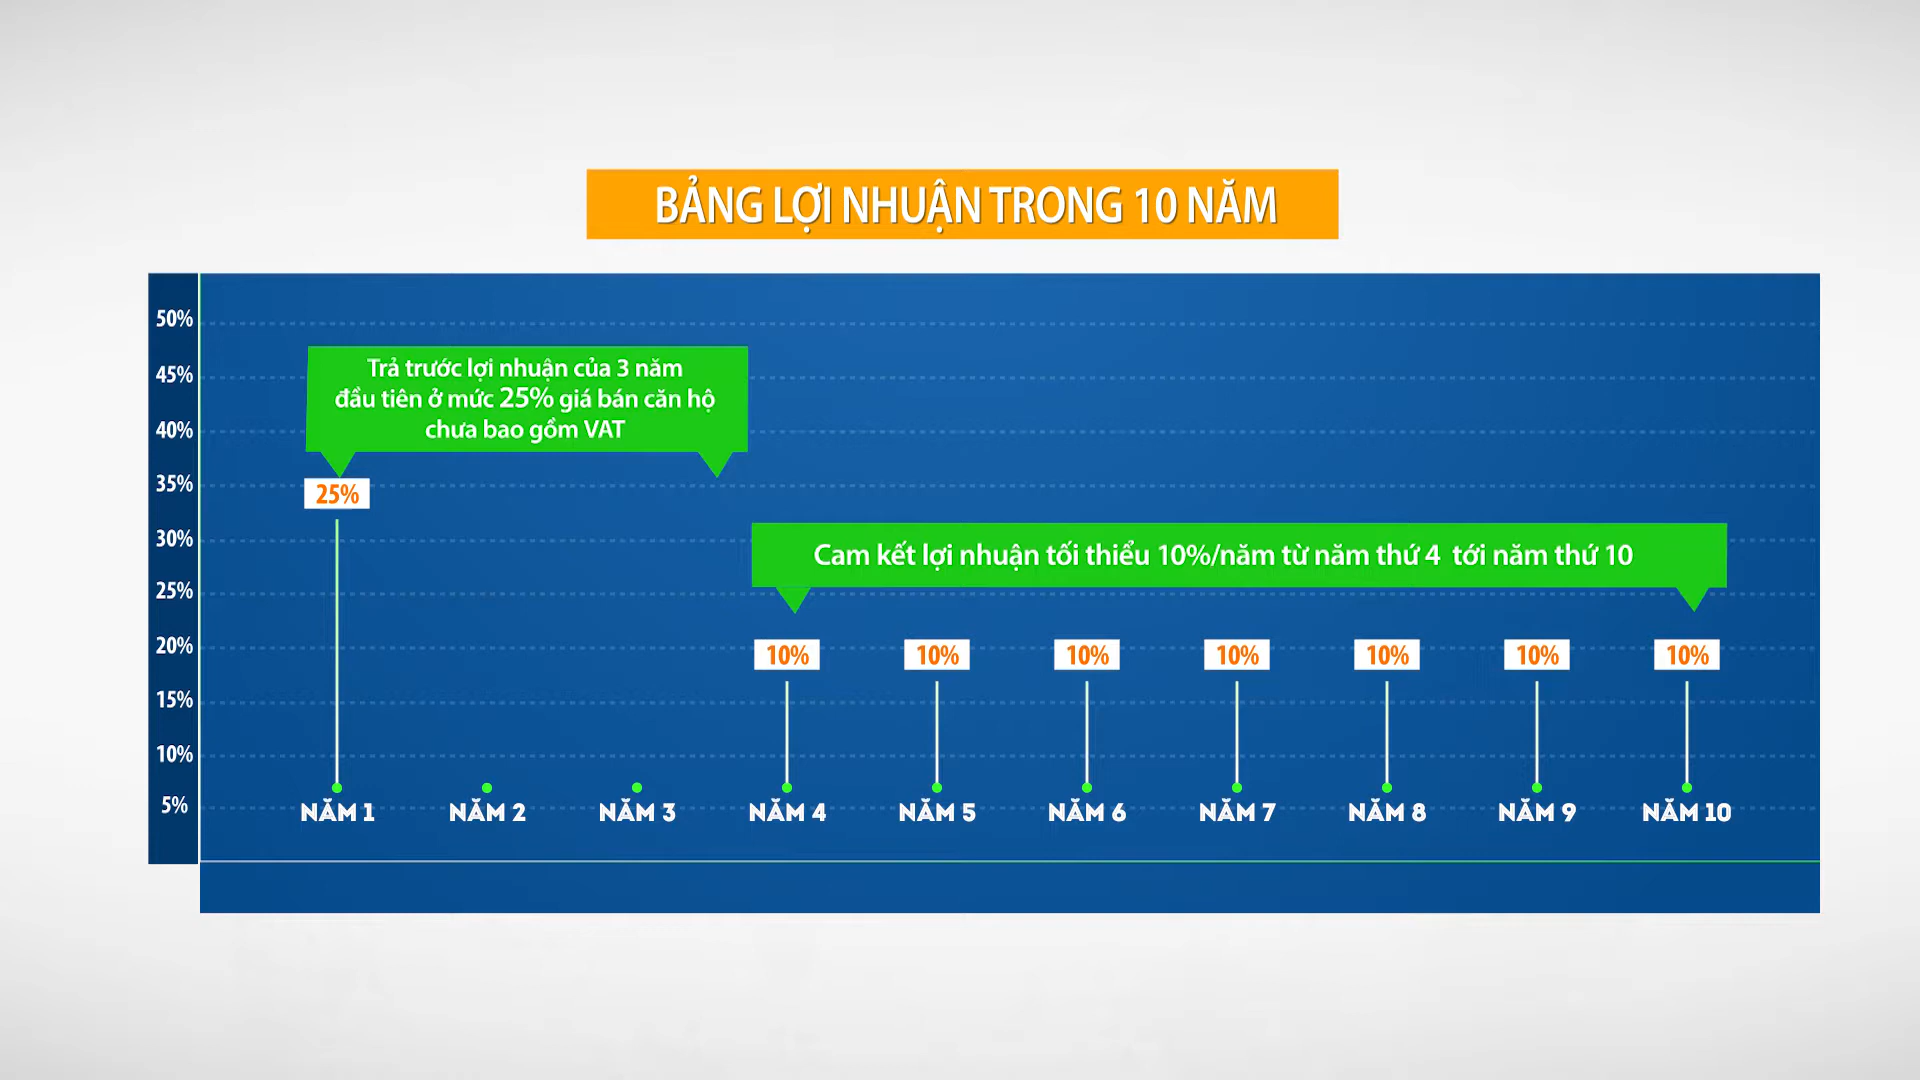 BẢNG LỢI NHUẬN TRONG 10 NĂM
50%
45%
40%
35%
30%
25%
20%
15%
10%
5%
Trả trước lợi nhuận của 3 năm
đầu tiên ở mức 25% giá bán căn hộ
chưa bao gồm VAT
25%
Cam kết lợi nhuận tối thiểu 10%/năm từ năm thứ 4 tới năm thứ 10
10%
10%
10%
10%
10%
10%
10%
NĂM 1
NĂM 2
NĂM 3
NĂM 4
NĂM 5
NĂM 6
NĂM 7
NĂM 8
NĂM 9
NĂM 10